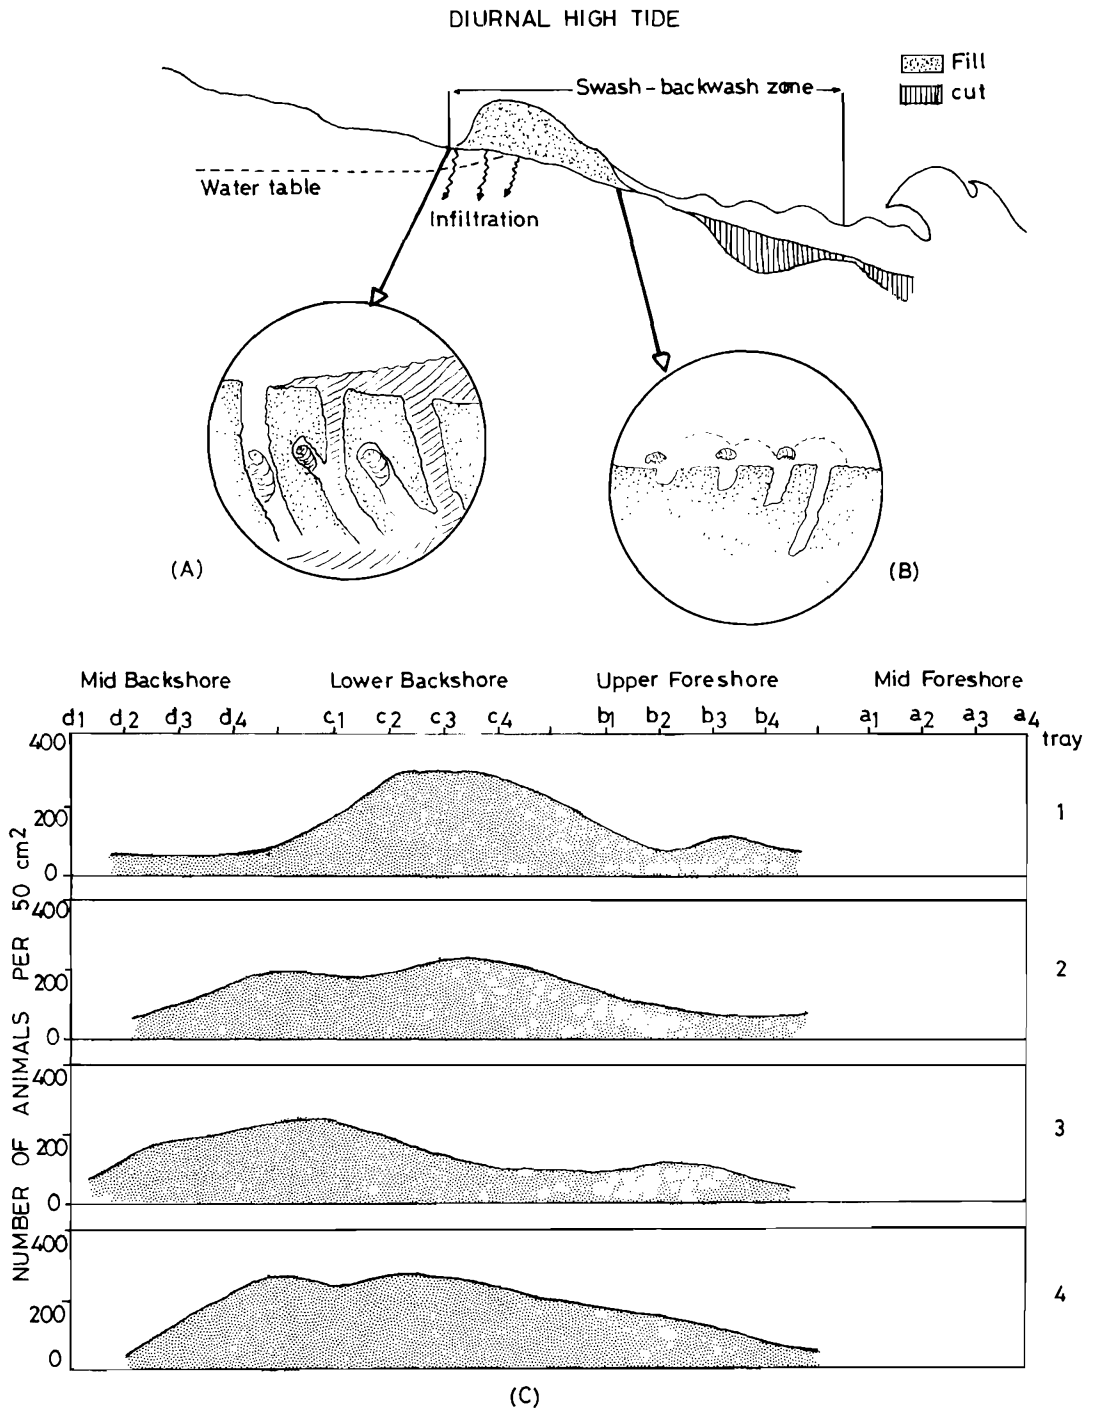 DIURNAL HIGH TIDE
Fill
cut
Swash-backwash zone
Water table
Infiltration
(A)
(B)
Mid Backshore Lower Backshore Upper Foreshore Mid Foreshore
d1 d2 d3 d4 c1 c2 c3 c4 b1 b2 b3 b4 a1 a2 a3 a4
tray
400
200
0
1
400
200
0
2
400
200
0
3
400
200
0
4
NUMBER OF ANIMALS PER 50 cm2
(C)